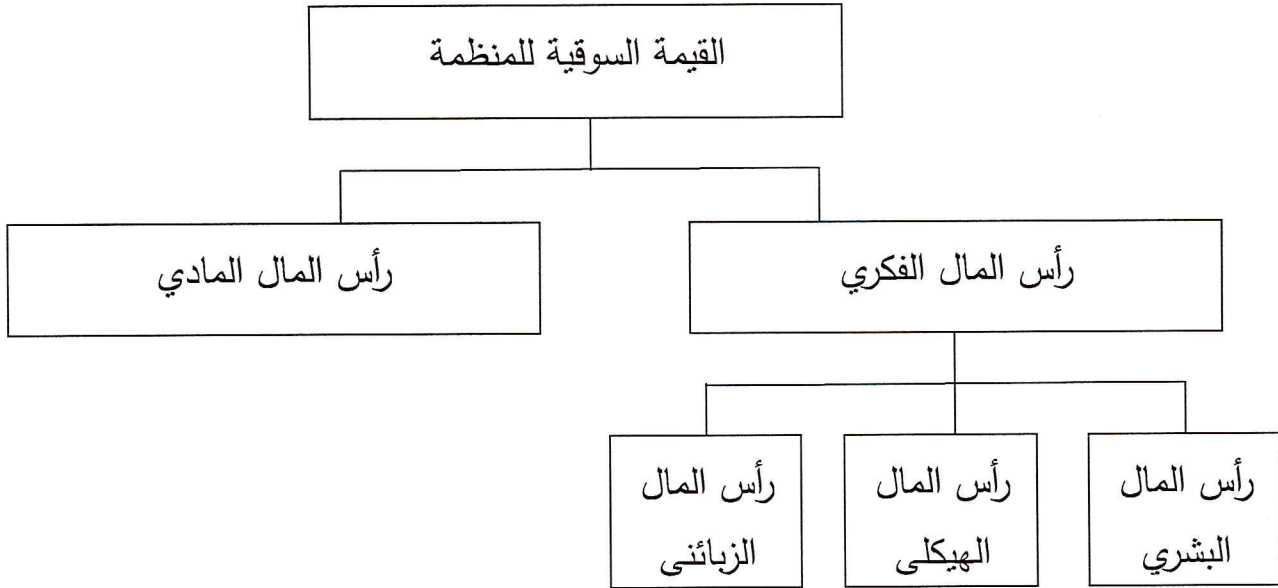 القيمة السوقية للمنظمة
رأس المال الفكري
رأس المال المادي
رأس المال
البشري
رأس المال
الهيكلى
رأس المال
الزبائنى